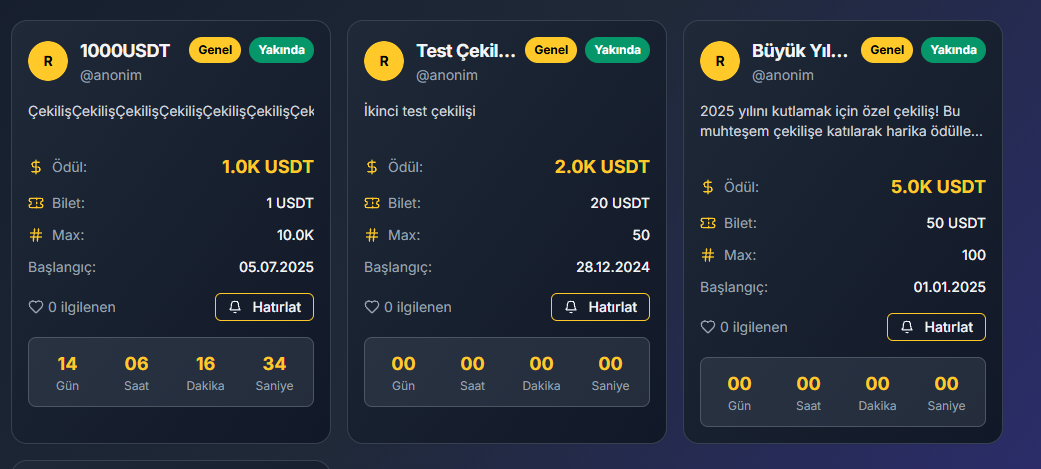 R
1000USDT
Genel
Yakında
@anonim
ÇekilişÇekilişÇekilişÇekilişÇekilişÇekilişÇek
Ödül:
1.0K USDT
Bilet:
1 USDT
Max:
10.0K
Başlangıç:
05.07.2025
0 ilgilenen
Hatırlat
14 06 16 34
Gün Saat Dakika Saniye
R
Test Çekil...
Genel
Yakında
@anonim
İkinci test çekilişi
Ödül:
2.0K USDT
Bilet:
20 USDT
Max:
50
Başlangıç:
28.12.2024
0 ilgilenen
Hatırlat
00 00 00 00
Gün Saat Dakika Saniye
R
Büyük Yıl...
Genel
Yakında
@anonim
2025 yılını kutlamak için özel çekiliş! Bu
muhteşem çekilişe katılarak harika ödülle...
Ödül:
5.0K USDT
Bilet:
50 USDT
Max:
100
Başlangıç:
01.01.2025
0 ilgilenen
Hatırlat
00 00 00 00
Gün Saat Dakika Saniye